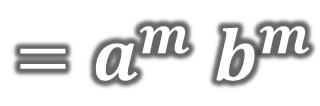 = a^m b^m